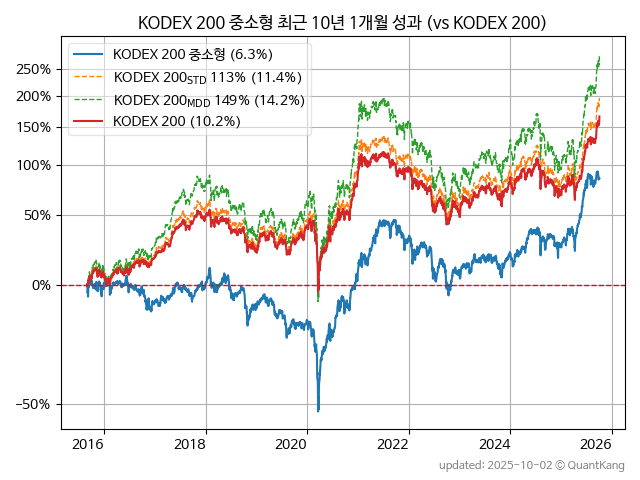 KODEX 200 중소형 최근 10년 1개월 성과 (vs KODEX 200)
KODEX 200 중소형 (6.3%)
KODEX 200STD 113% (11.4%)
KODEX 200MDD 149% (14.2%)
KODEX 200 (10.2%)
250%
200%
150%
100%
50%
0%
−50%
2016 2018 2020 2022 2024 2026
updated: 2025-10-02 © QuantKang